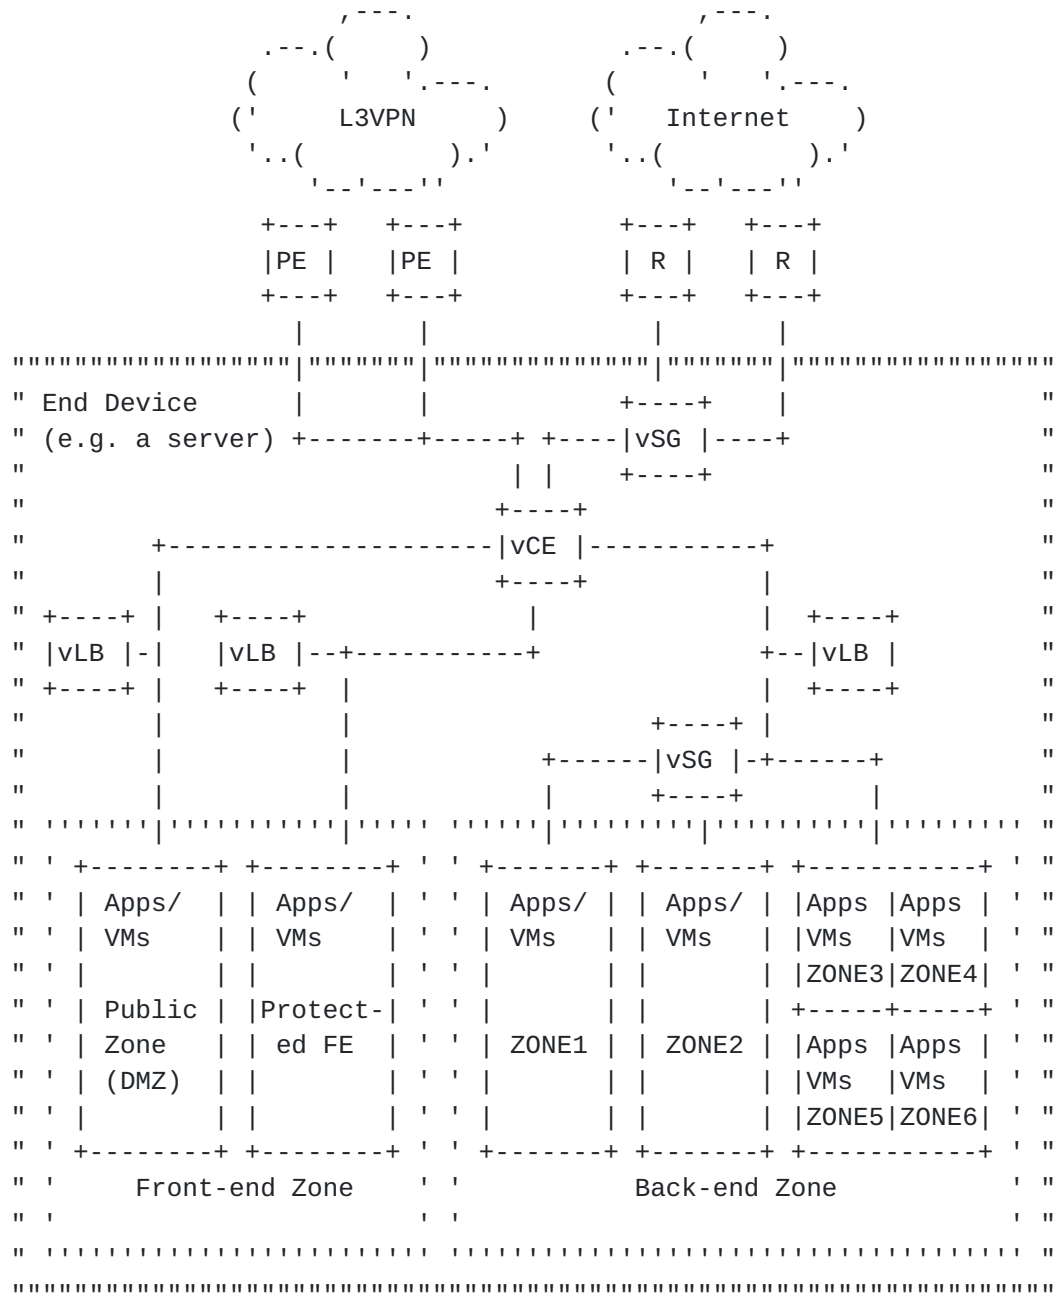 L3VPN Internet
PE PE R R
End Device
(e.g. a server) vSG
vCE
vLB vLB vLB
vSG
Apps/ Apps/ Apps/ Apps/ Apps Apps
VMs VMs VMs VMs VMs VMs
ZONE3 ZONE4
Public Protect-
Zone ed FE ZONE1 ZONE2 Apps Apps
(DMZ) VMs VMs
ZONE5 ZONE6
Front-end Zone Back-end Zone